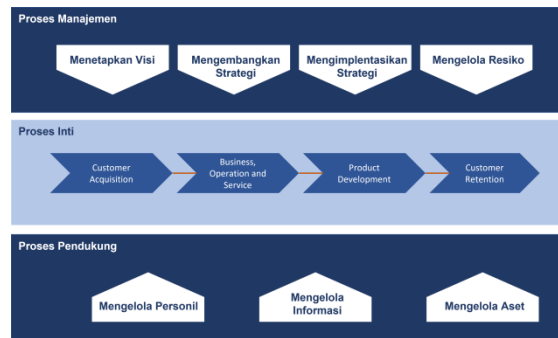 Proses Manajemen
Menetapkan Visi
Mengembangkan
Strategi
Mengimplentasikan
Strategi
Mengelola Resiko
Proses Inti
Customer
Acquisition
Business,
Operation and
Service
Product
Development
Customer
Retention
Proses Pendukung
Mengelola Personil
Mengelola
Informasi
Mengelola Aset